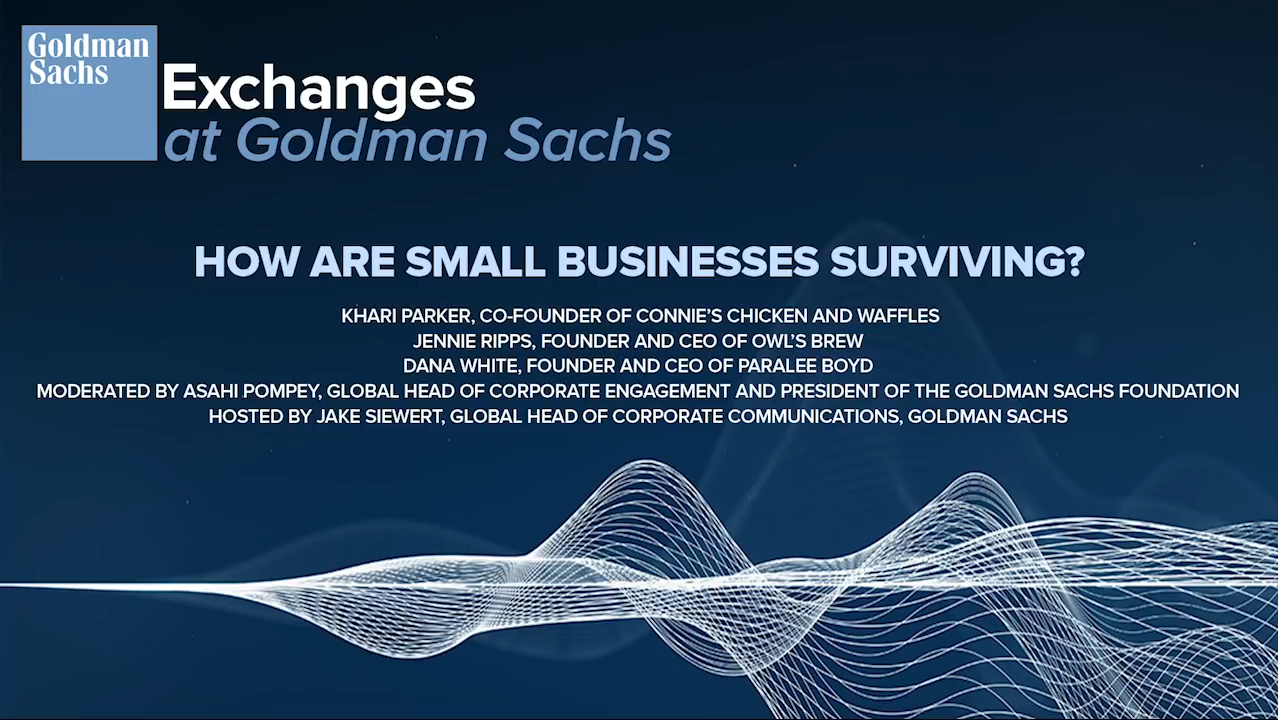 Goldman
Sachs
Exchanges
at Goldman Sachs
HOW ARE SMALL BUSINESSES SURVIVING?
KHARI PARKER, CO-FOUNDER OF CONNIE'S CHICKEN AND WAFFLES
JENNIE RIPPS, FOUNDER AND CEO OF OWL'S BREW
DANA WHITE, FOUNDER AND CEO OF PARALEE BOYD
MODERATED BY ASAHI POMPEY, GLOBAL HEAD OF CORPORATE ENGAGEMENT AND PRESIDENT OF THE GOLDMAN SACHS FOUNDATION
HOSTED BY JAKE SIEWERT, GLOBAL HEAD OF CORPORATE COMMUNICATIONS, GOLDMAN SACHS